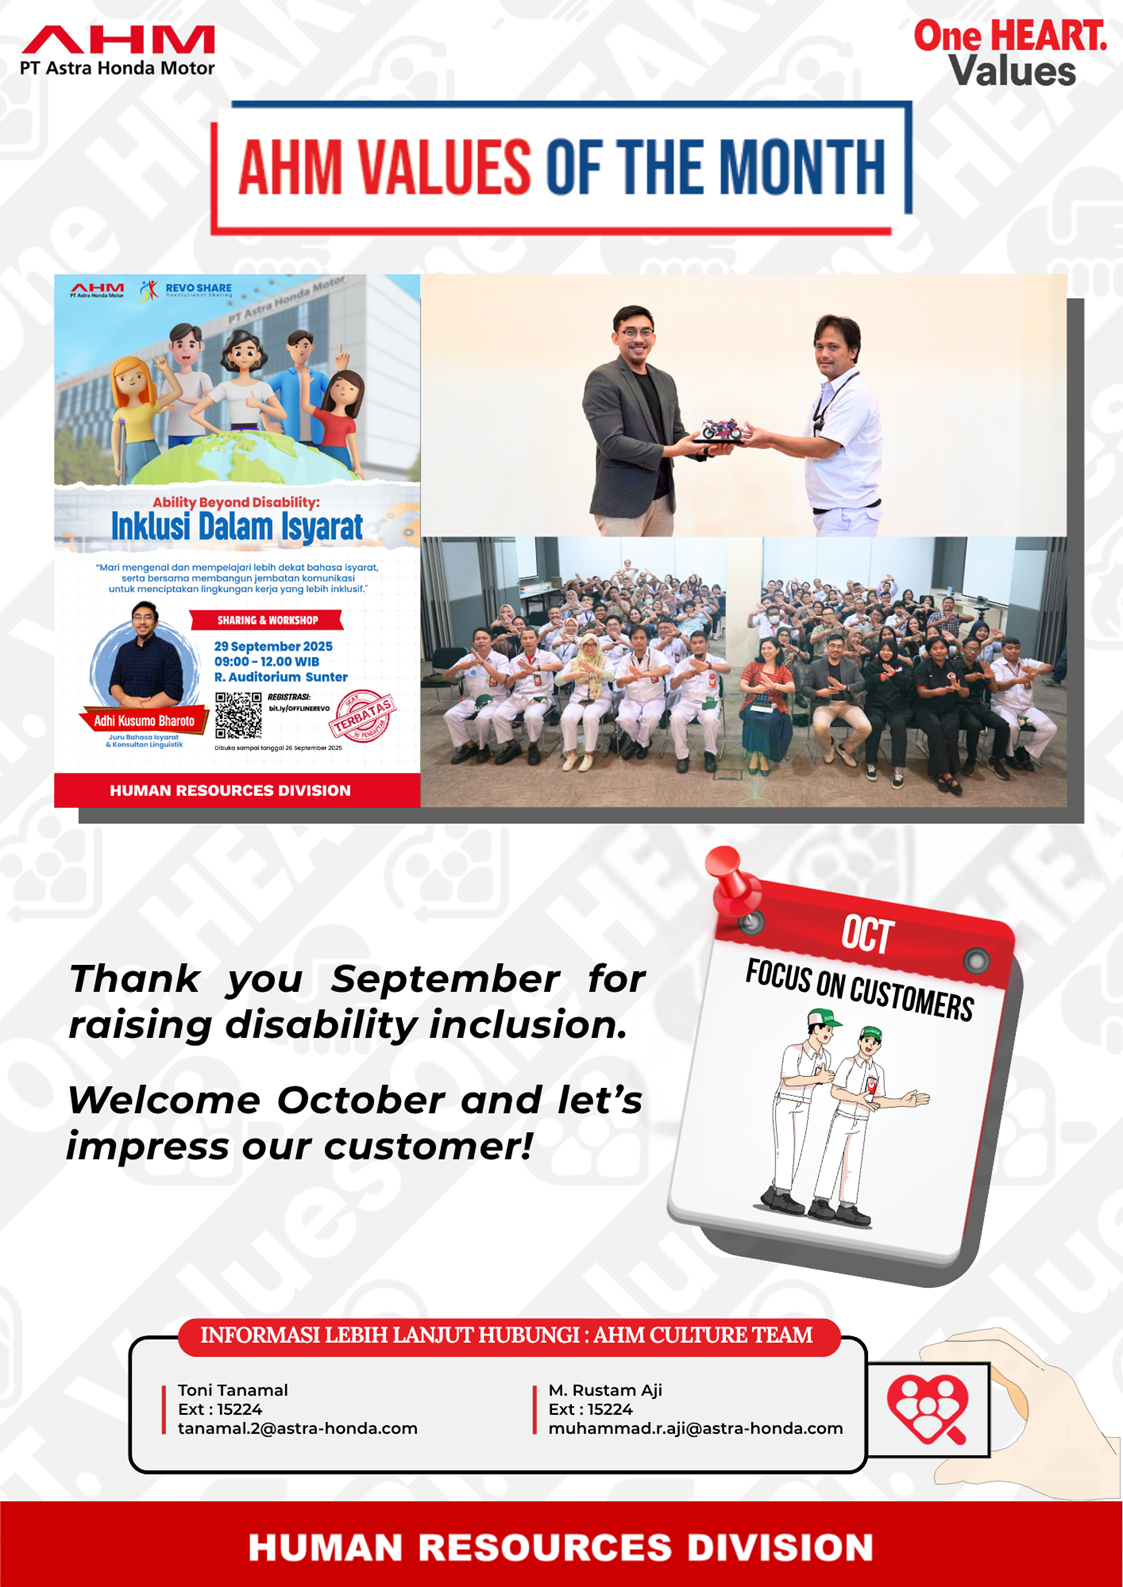 AHM
PT Astra Honda Motor
One HEART.
Values
AHM VALUES OF THE MONTH
AHM
PT Astra Honda Motor
REVO SHARE
Revolutioner Sharing
PT Astra Honda Motor
Ability Beyond Disability:
Inklusi Dalam Isyarat
"Mari mengenal dan mempelajari lebih dekat bahasa isyarat,
serta bersama membangun jembatan komunikasi
untuk menciptakan lingkungan kerja yang lebih inklusif."
SHARING & WORKSHOP
29 September 2025
09:00 - 12.00 WIB
R. Auditorium Sunter
REGISTRASI:
bit.ly/OFFLINEREVO
TERBATAS
Dibuka sampai tanggal 26 September 2025
Adhi Kusumo Bharoto
Juru Bahasa Isyarat
& Konsultan Linguistik
HUMAN RESOURCES DIVISION
OCT
FOCUS ON CUSTOMERS
Thank you September for
raising disability inclusion.
Welcome October and let's
impress our customer!
INFORMASI LEBIH LANJUT HUBUNGI : AHM CULTURE TEAM
Toni Tanamal
Ext : 15224
tanamal.2@astra-honda.com
M. Rustam Aji
Ext : 15224
muhammad.r.aji@astra-honda.com
HUMAN RESOURCES DIVISION